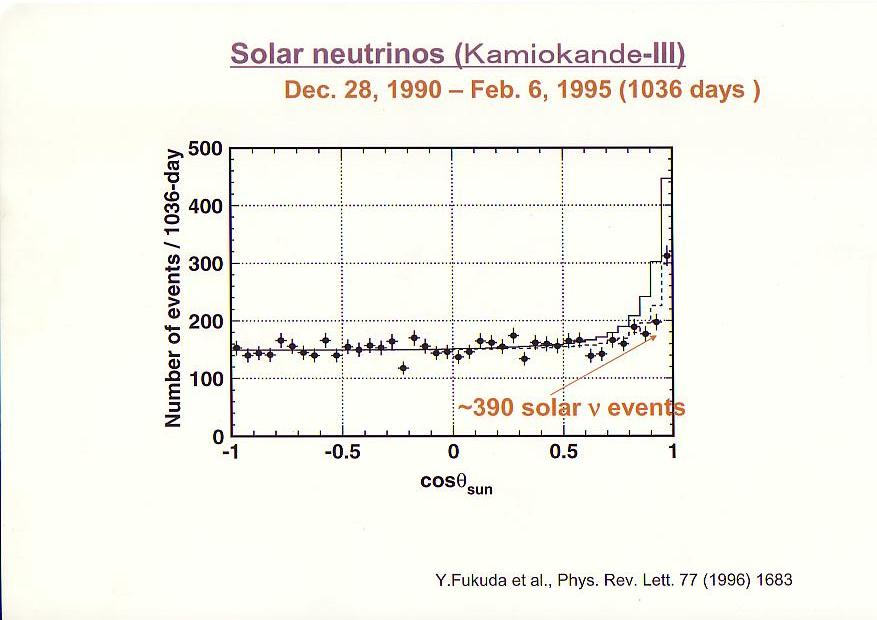 Solar neutrinos (Kamiokande-III)
Dec. 28, 1990 – Feb. 6, 1995 (1036 days )
Number of events / 1036-day
500
400
300
200
100
0
~390 solar ν events
-1 -0.5 0 0.5 1
cosθsun
Y.Fukuda et al., Phys. Rev. Lett. 77 (1996) 1683